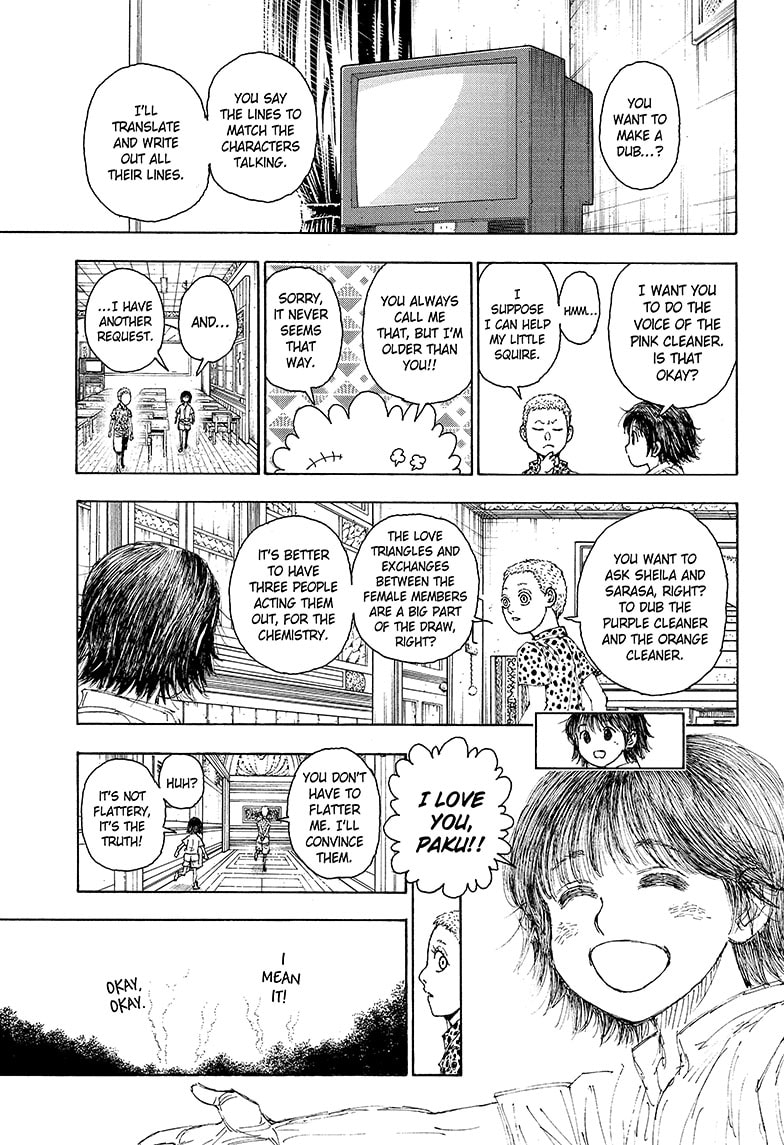 YOU
WANT TO
MAKE A
DUB...?
YOU SAY
THE LINES TO
MATCH THE
CHARACTERS
TALKING.
I'LL
TRANSLATE
AND WRITE
OUT ALL
THEIR LINES.
I WANT YOU
TO DO THE
VOICE OF THE
PINK CLEANER.
IS THAT
OKAY?
HMM...
I
SUPPOSE
I CAN HELP
MY LITTLE
SQUIRE.
YOU ALWAYS
CALL ME
THAT, BUT I'M
OLDER THAN
YOU!!
SORRY,
IT NEVER
SEEMS
THAT
WAY.
AND...
...I HAVE
ANOTHER
REQUEST.
YOU WANT TO
ASK SHEILA AND
SARASA, RIGHT?
TO DUB THE
PURPLE CLEANER
AND THE ORANGE
CLEANER.
THE LOVE
TRIANGLES AND
EXCHANGES
BETWEEN THE
FEMALE MEMBERS
ARE A BIG PART
OF THE DRAW,
RIGHT?
IT'S BETTER
TO HAVE
THREE PEOPLE
ACTING THEM
OUT, FOR THE
CHEMISTRY.
I LOVE
YOU,
PAKU!!
YOU DON'T
HAVE TO
FLATTER
ME. I'LL
CONVINCE
THEM.
HUH?
IT'S NOT
FLATTERY,
IT'S THE
TRUTH!
I
MEAN
IT!
OKAY,
OKAY.